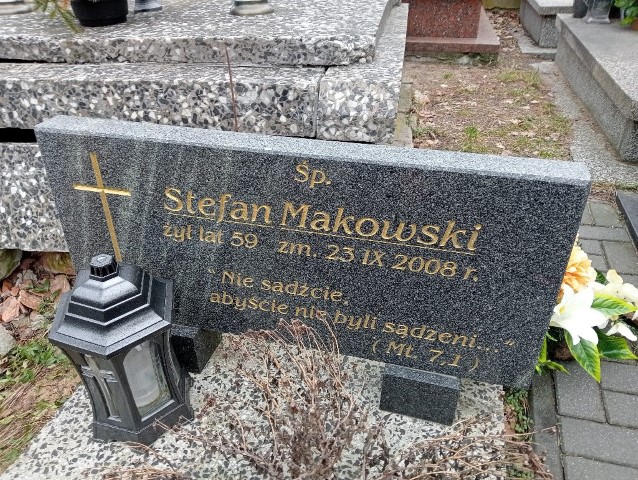 Śp.
Stefan Makowski
żył lat 59 zm. 23 IX 2008 r.
"Nie sądźcie,
abyście nie byli sądzeni..."
(Mt. 7,1)